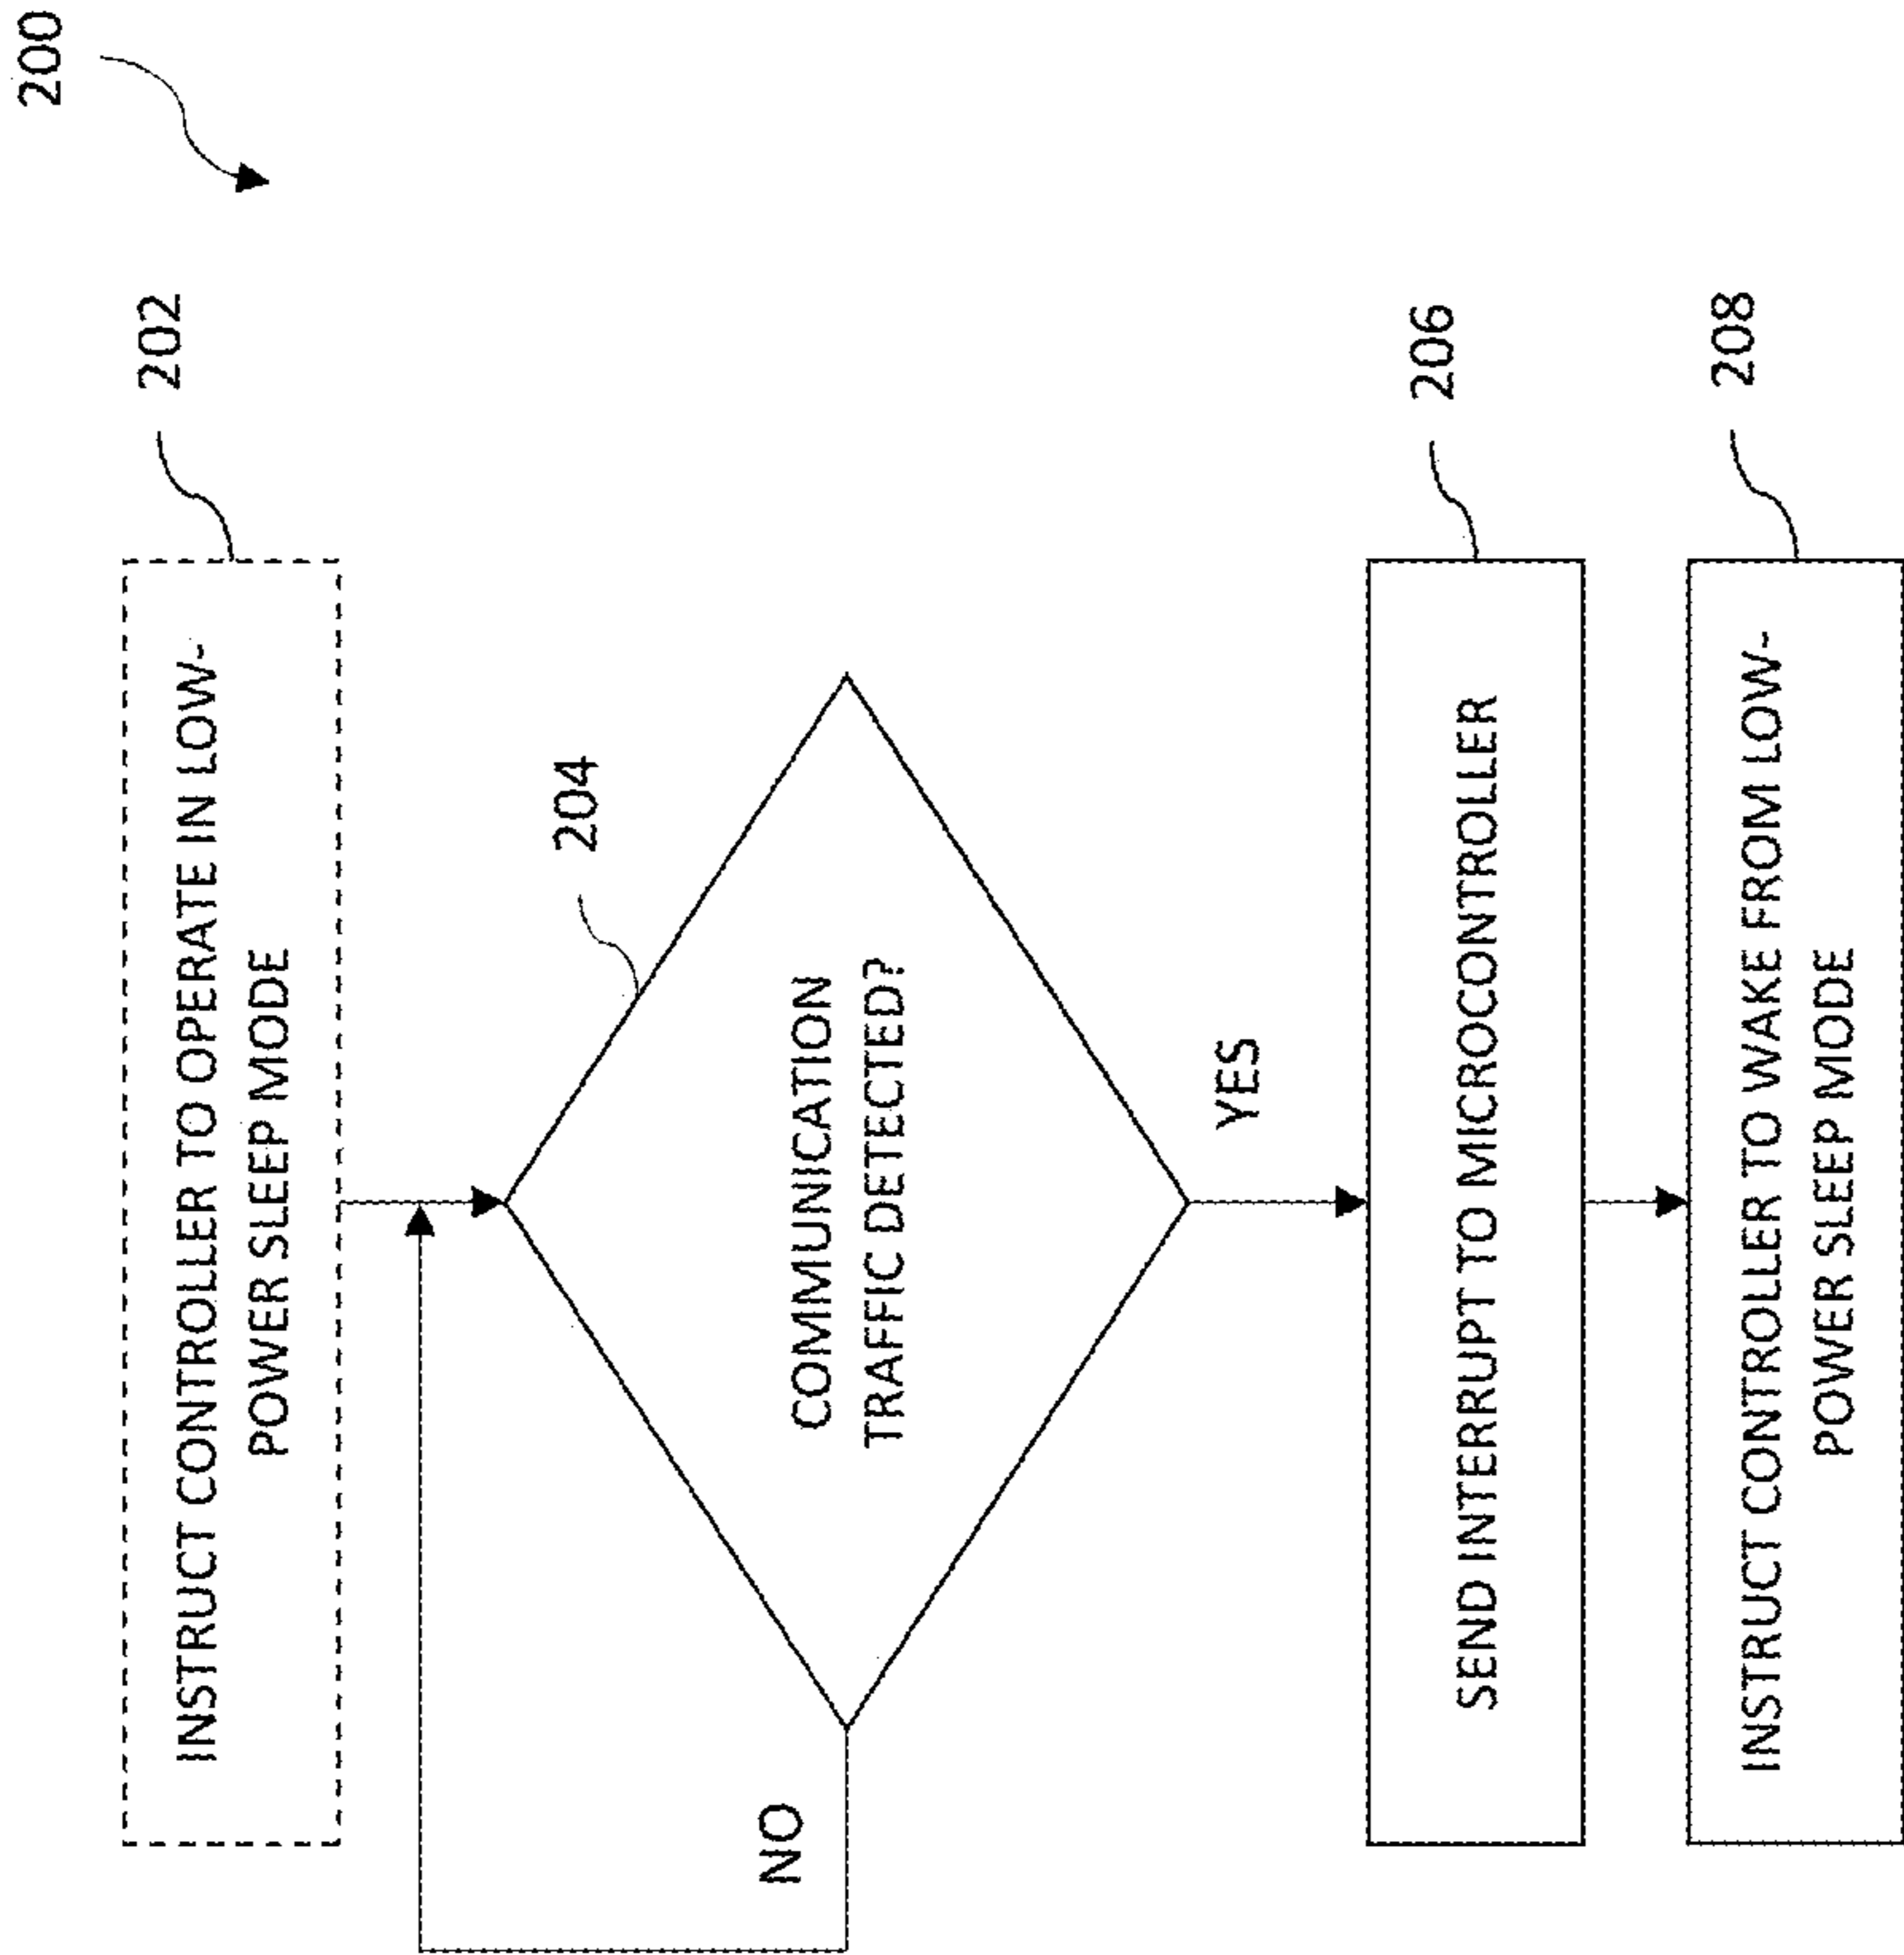 200
202
INSTRUCT CONTROLLER TO OPERATE IN LOW-
POWER SLEEP MODE
204
COMMUNICATION
TRAFFIC DETECTED?
NO
YES
206
SEND INTERRUPT TO MICROCONTROLLER
208
INSTRUCT CONTROLLER TO WAKE FROM LOW-
POWER SLEEP MODE